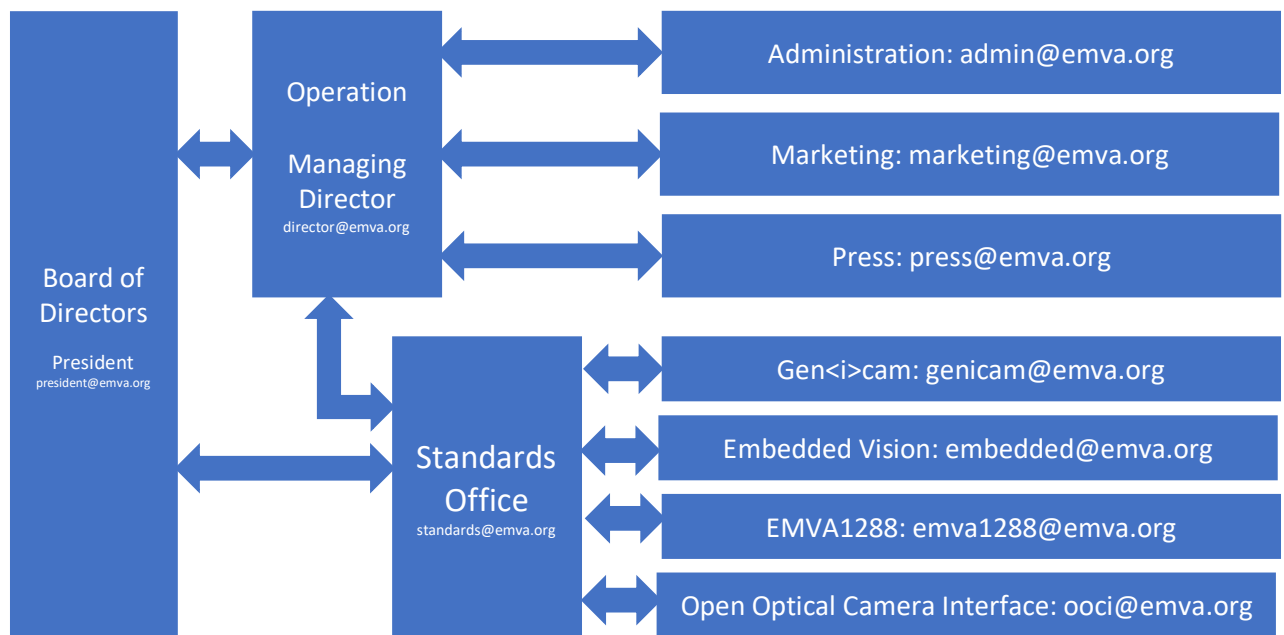 Board of
Directors
President
president@emva.org
Operation
Managing
Director
director@emva.org
Administration: admin@emva.org
Marketing: marketing@emva.org
Press: press@emva.org
Standards
Office
standards@emva.org
Gen<i>cam: genicam@emva.org
Embedded Vision: embedded@emva.org
EMVA1288: emva1288@emva.org
Open Optical Camera Interface: ooci@emva.org